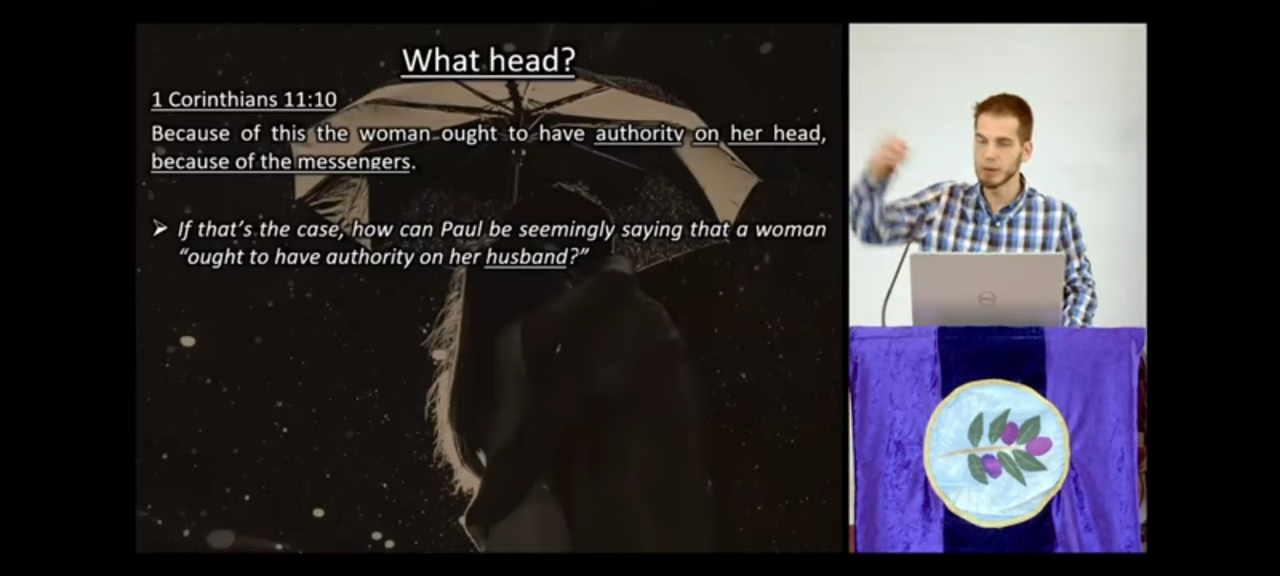 What head?
1 Corinthians 11:10
Because of this the woman ought to have authority on her head,
because of the messengers.
➢ If that's the case, how can Paul be seemingly saying that a woman
"ought to have authority on her husband?"
DELL